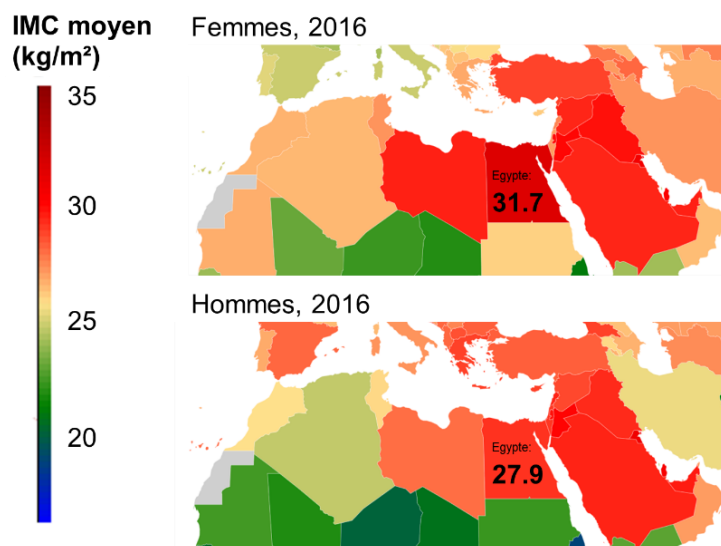 IMC moyen
(kg/m²)
35
30
25
20
Femmes, 2016
Egypte:
31.7
Hommes, 2016
Egypte:
27.9